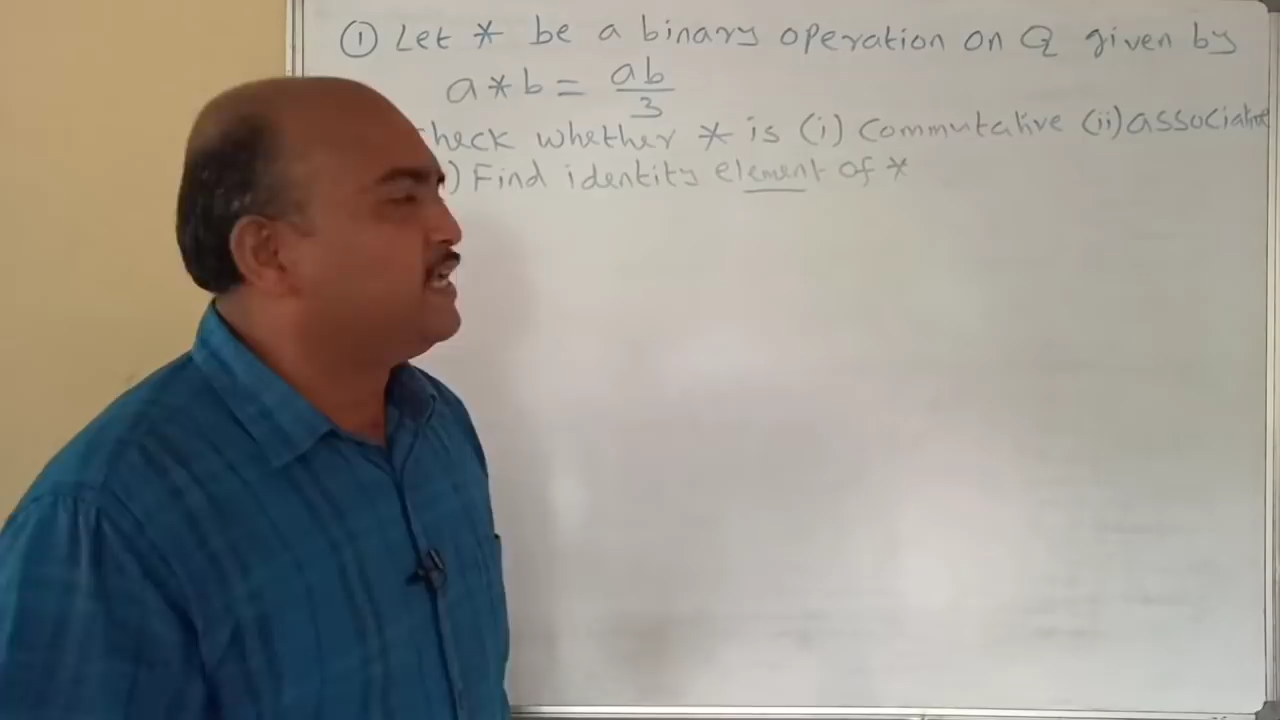 ① Let * be a binary operation on Q given by
a * b = ab/3
check whether * is (i) Commutative (ii) associative
) Find identity element of *